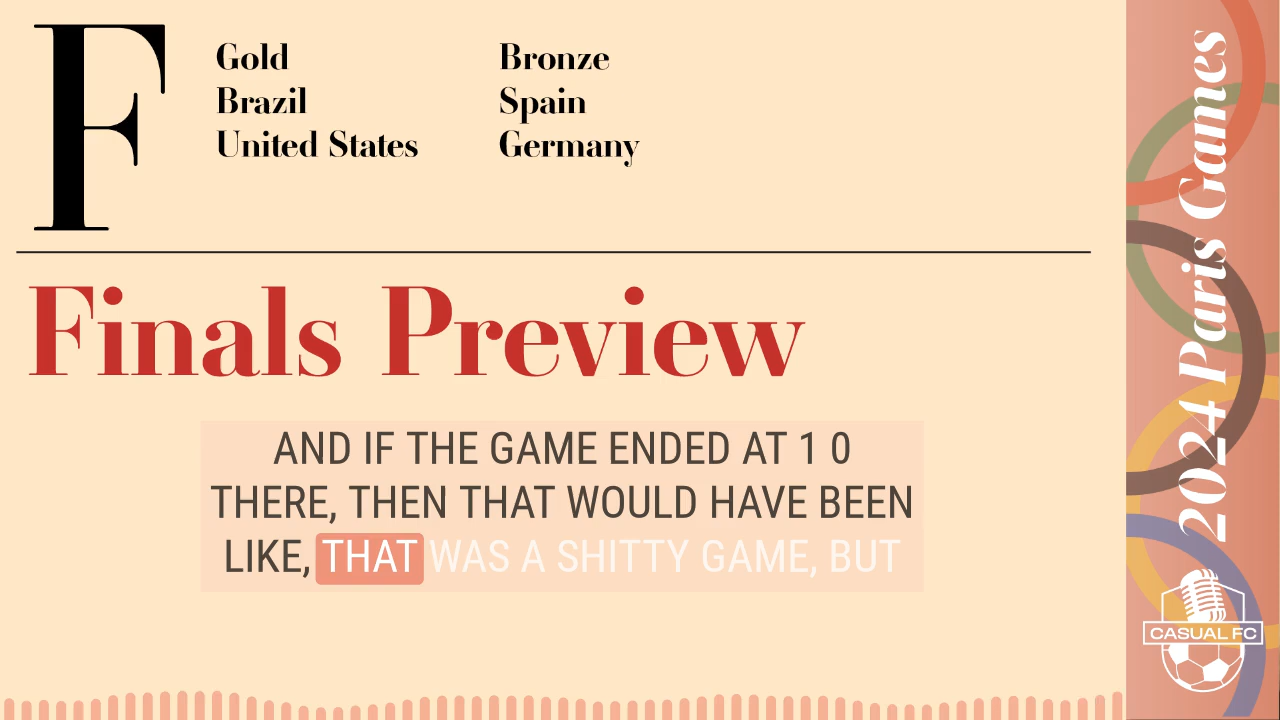 F
Gold
Brazil
United States
Bronze
Spain
Germany
Finals Preview
AND IF THE GAME ENDED AT 1 0
THERE, THEN THAT WOULD HAVE BEEN
LIKE, THAT WAS A SHITTY GAME, BUT
2024 Paris Games
CASUAL FC